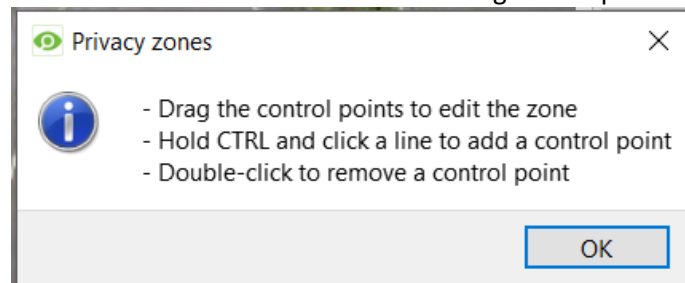 Privacy zones
- Drag the control points to edit the zone
- Hold CTRL and click a line to add a control point
- Double-click to remove a control point
OK